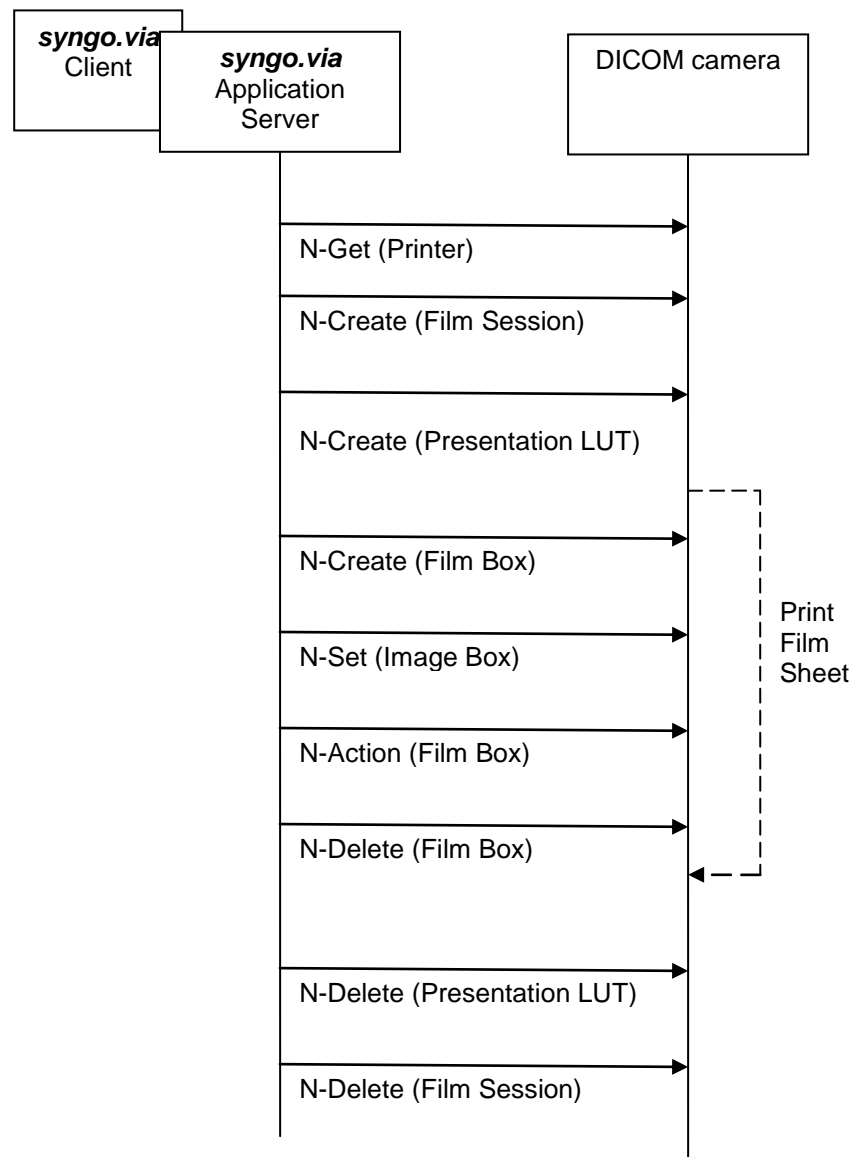 syngo.via
Client
syngo.via
Application
Server
DICOM camera
N-Get (Printer)
N-Create (Film Session)
N-Create (Presentation LUT)
N-Create (Film Box)
N-Set (Image Box)
Print
Film
Sheet
N-Action (Film Box)
N-Delete (Film Box)
N-Delete (Presentation LUT)
N-Delete (Film Session)